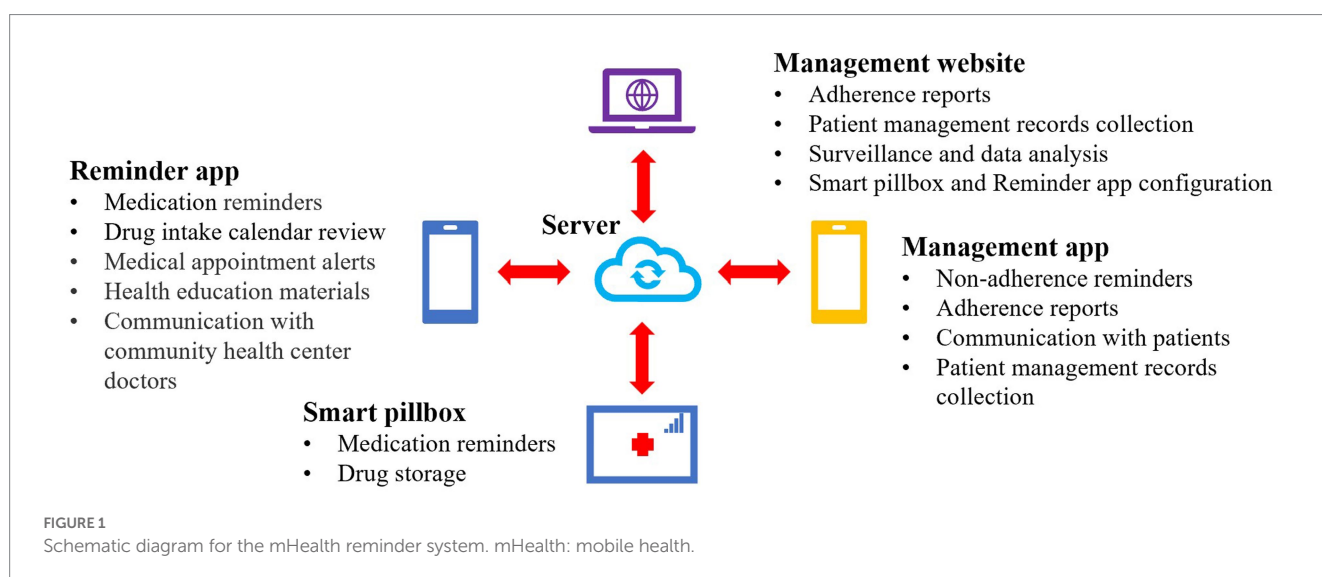 Management website
• Adherence reports
• Patient management records collection
• Surveillance and data analysis
• Smart pillbox and Reminder app configuration
Reminder app
• Medication reminders
• Drug intake calendar review
• Medical appointment alerts
• Health education materials
• Communication with
community health center
doctors
Server
Management app
• Non-adherence reminders
• Adherence reports
• Communication with patients
• Patient management records
collection
Smart pillbox
• Medication reminders
• Drug storage
FIGURE 1
Schematic diagram for the mHealth reminder system. mHealth: mobile health.